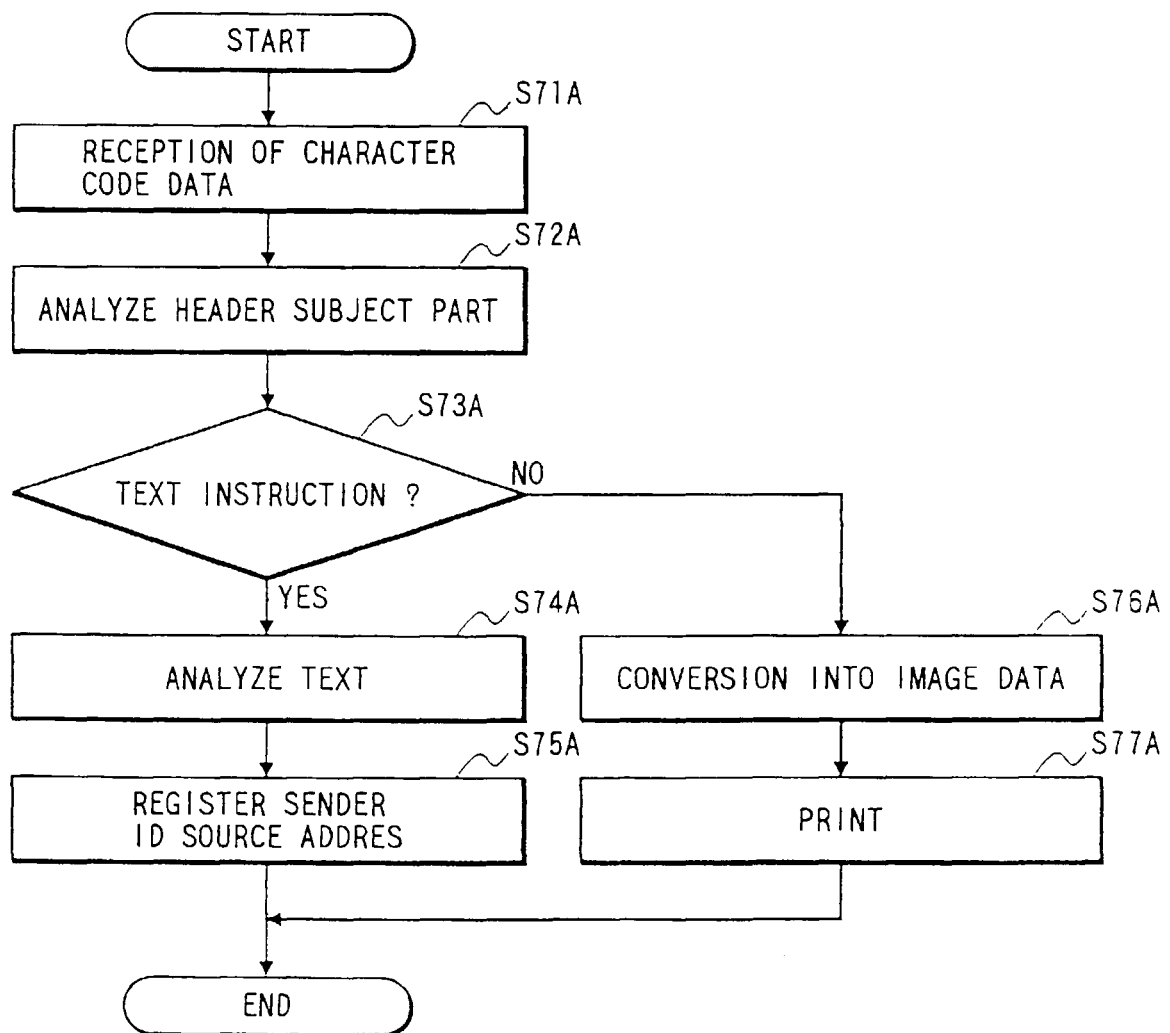 START
S71A
RECEPTION OF CHARACTER
CODE DATA
S72A
ANALYZE HEADER SUBJECT PART
S73A
TEXT INSTRUCTION ?
NO
YES
S74A
ANALYZE TEXT
S76A
CONVERSION INTO IMAGE DATA
S75A
REGISTER SENDER
ID SOURCE ADDRES
S77A
PRINT
END